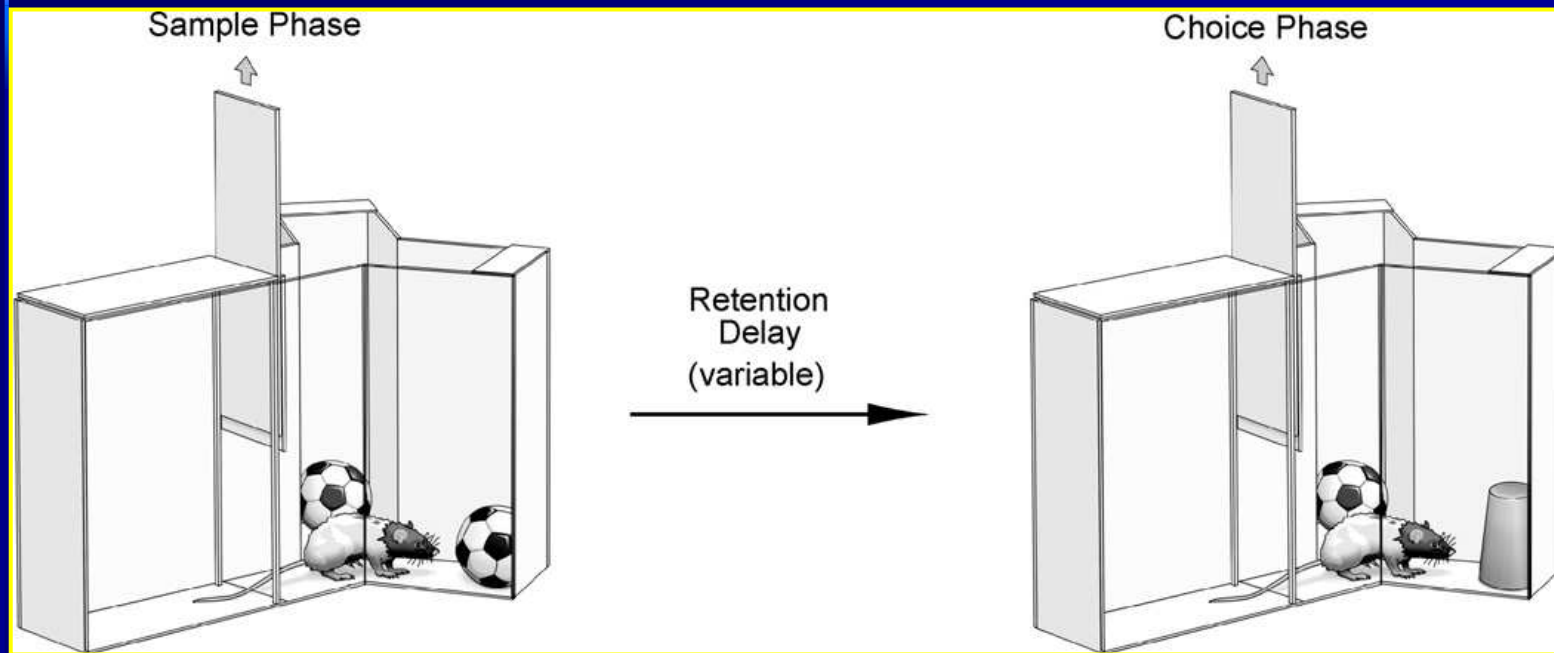 Sample Phase
Choice Phase
Retention
Delay
(variable)